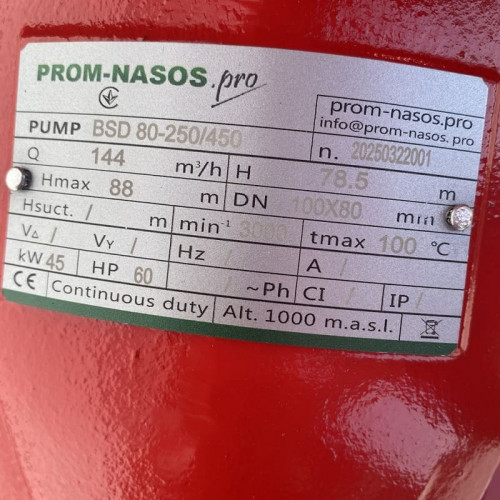 PROM-NASOS.pro
prom-nasos.pro
info@prom-nasos.pro
PUMP BSD 80-250/450 n. 20250322001
Q 144 m³/h H 78.5 m
Hmax 88 m DN 100X80 mm
Hsuct. / m min⁻¹ 3000 tmax 100 °C
V△ / VY / Hz / A /
kW 45 HP 60 / ~Ph CI / IP /
CE Continuous duty Alt. 1000 m.a.s.l.